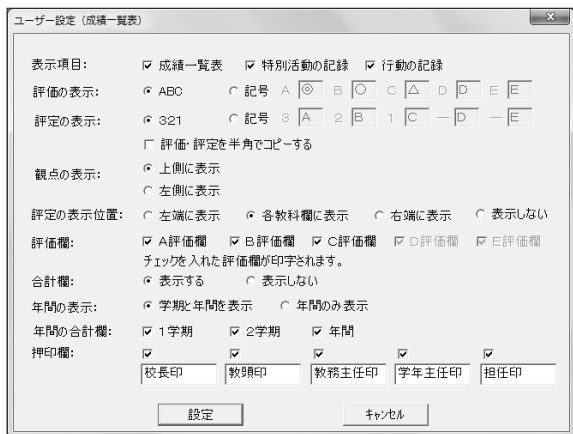 ユーザー設定（成績一覧表）
表示項目： 成績一覧表 特別活動の記録 行動の記録
評価の表示： ABC 記号 A ◎ B ○ C △ D D E E
評定の表示： 321 記号 3 A 2 B 1 C ― D ― E
評価・評定を半角でコピーする
観点の表示： 上側に表示
左側に表示
評定の表示位置： 左端に表示 各教科欄に表示 右端に表示 表示しない
評価欄： A評価欄 B評価欄 C評価欄 D評価欄 E評価欄
チェックを入れた評価欄が印字されます。
合計欄： 表示する 表示しない
年間の表示： 学期と年間を表示 年間のみ表示
年間の合計欄： 1学期 2学期 年間
押印欄：
校長印 教頭印 教務主任印 学年主任印 担任印
設定 キャンセル